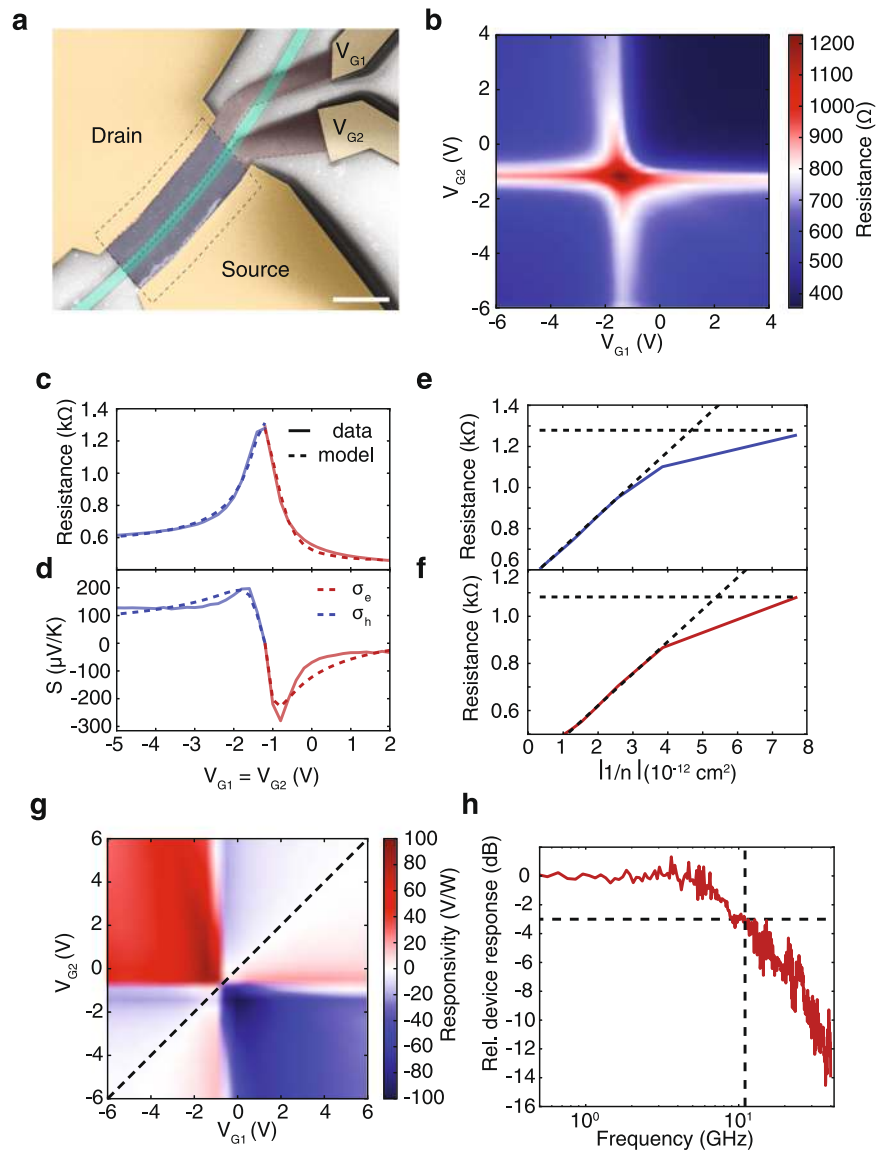 a
V_G1
V_G2
Drain
Source
b
V_G2 (V)
4
2
0
-2
-4
-6
-6 -4 -2 0 2 4
V_G1 (V)
1200
1100
1000
900
800
700
600
500
400
Resistance (Ω)
c
Resistance (kΩ)
1.4
1.2
1.0
0.8
0.6
data
model
d
S (µV/K)
200
100
0
-100
-200
-300
σ_e
σ_h
-5 -4 -3 -2 -1 0 1 2
V_G1 = V_G2 (V)
e
Resistance (kΩ)
1.4
1.2
1.0
0.8
0.6
f
Resistance (kΩ)
1.2
1.0
0.8
0.6
0 1 2 3 4 5 6 7 8
|1/n| (10⁻¹² cm²)
g
V_G2 (V)
6
4
2
0
-2
-4
-6
-6 -4 -2 0 2 4 6
V_G1 (V)
100
80
60
40
20
0
-20
-40
-60
-80
-100
Responsivity (V/W)
h
Rel. device response (dB)
0
-2
-4
-6
-8
-10
-12
-14
-16
10⁰ 10¹
Frequency (GHz)